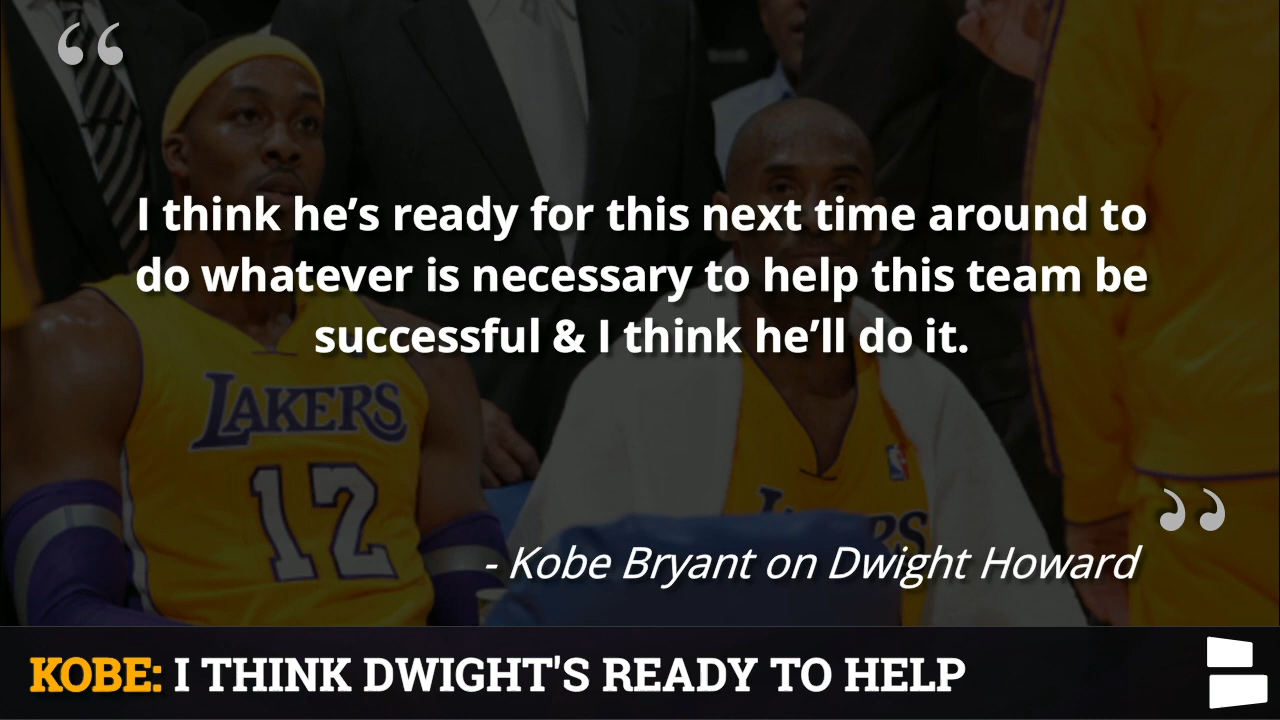 “
I think he’s ready for this next time around to
do whatever is necessary to help this team be
successful & I think he’ll do it.
”
- Kobe Bryant on Dwight Howard
LAKERS
12
KOBE: I THINK DWIGHT'S READY TO HELP